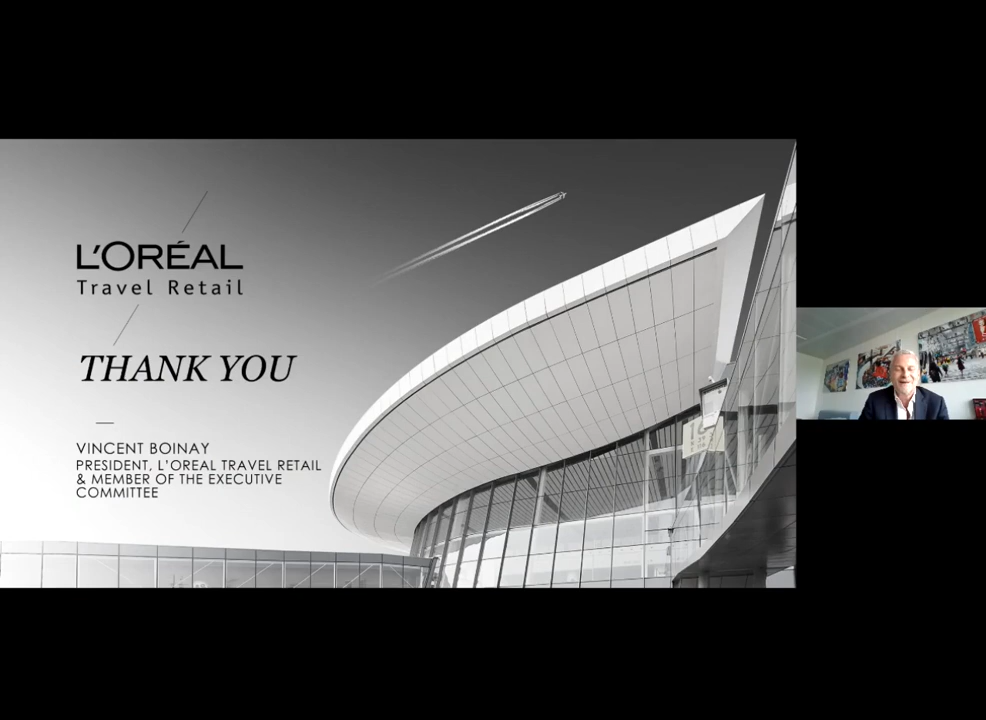 L'ORÉAL
Travel Retail
THANK YOU
VINCENT BOINAY
PRESIDENT, L'OREAL TRAVEL RETAIL
& MEMBER OF THE EXECUTIVE
COMMITTEE